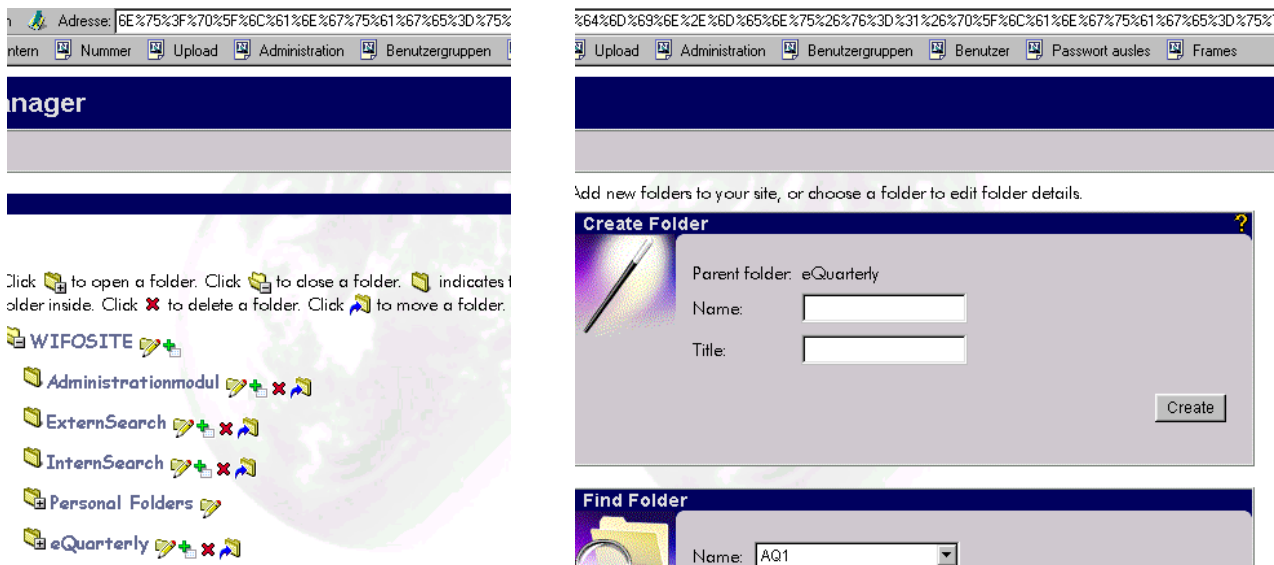 Adresse: 6E%75%3F%70%5F%6C%61%6E%67%75%61%67%65%3D%75%
ntern Nummer Upload Administration Benutzergruppen
anager
Click to open a folder. Click to close a folder. indicates
older inside. Click to delete a folder. Click to move a folder.
WIFOSITE
Administrationmodul
ExternSearch
InternSearch
Personal Folders
eQuarterly
%64%6D%69%6E%2E%6D%65%6E%75%26%76%3D%31%26%70%5F%6C%61%6E%67%75%61%67%65%3D%75%
Upload Administration Benutzergruppen Benutzer Passwort ausles Frames
Add new folders to your site, or choose a folder to edit folder details.
Create Folder ?
Parent folder: eQuarterly
Name:
Title:
Create
Find Folder
Name: AQ1